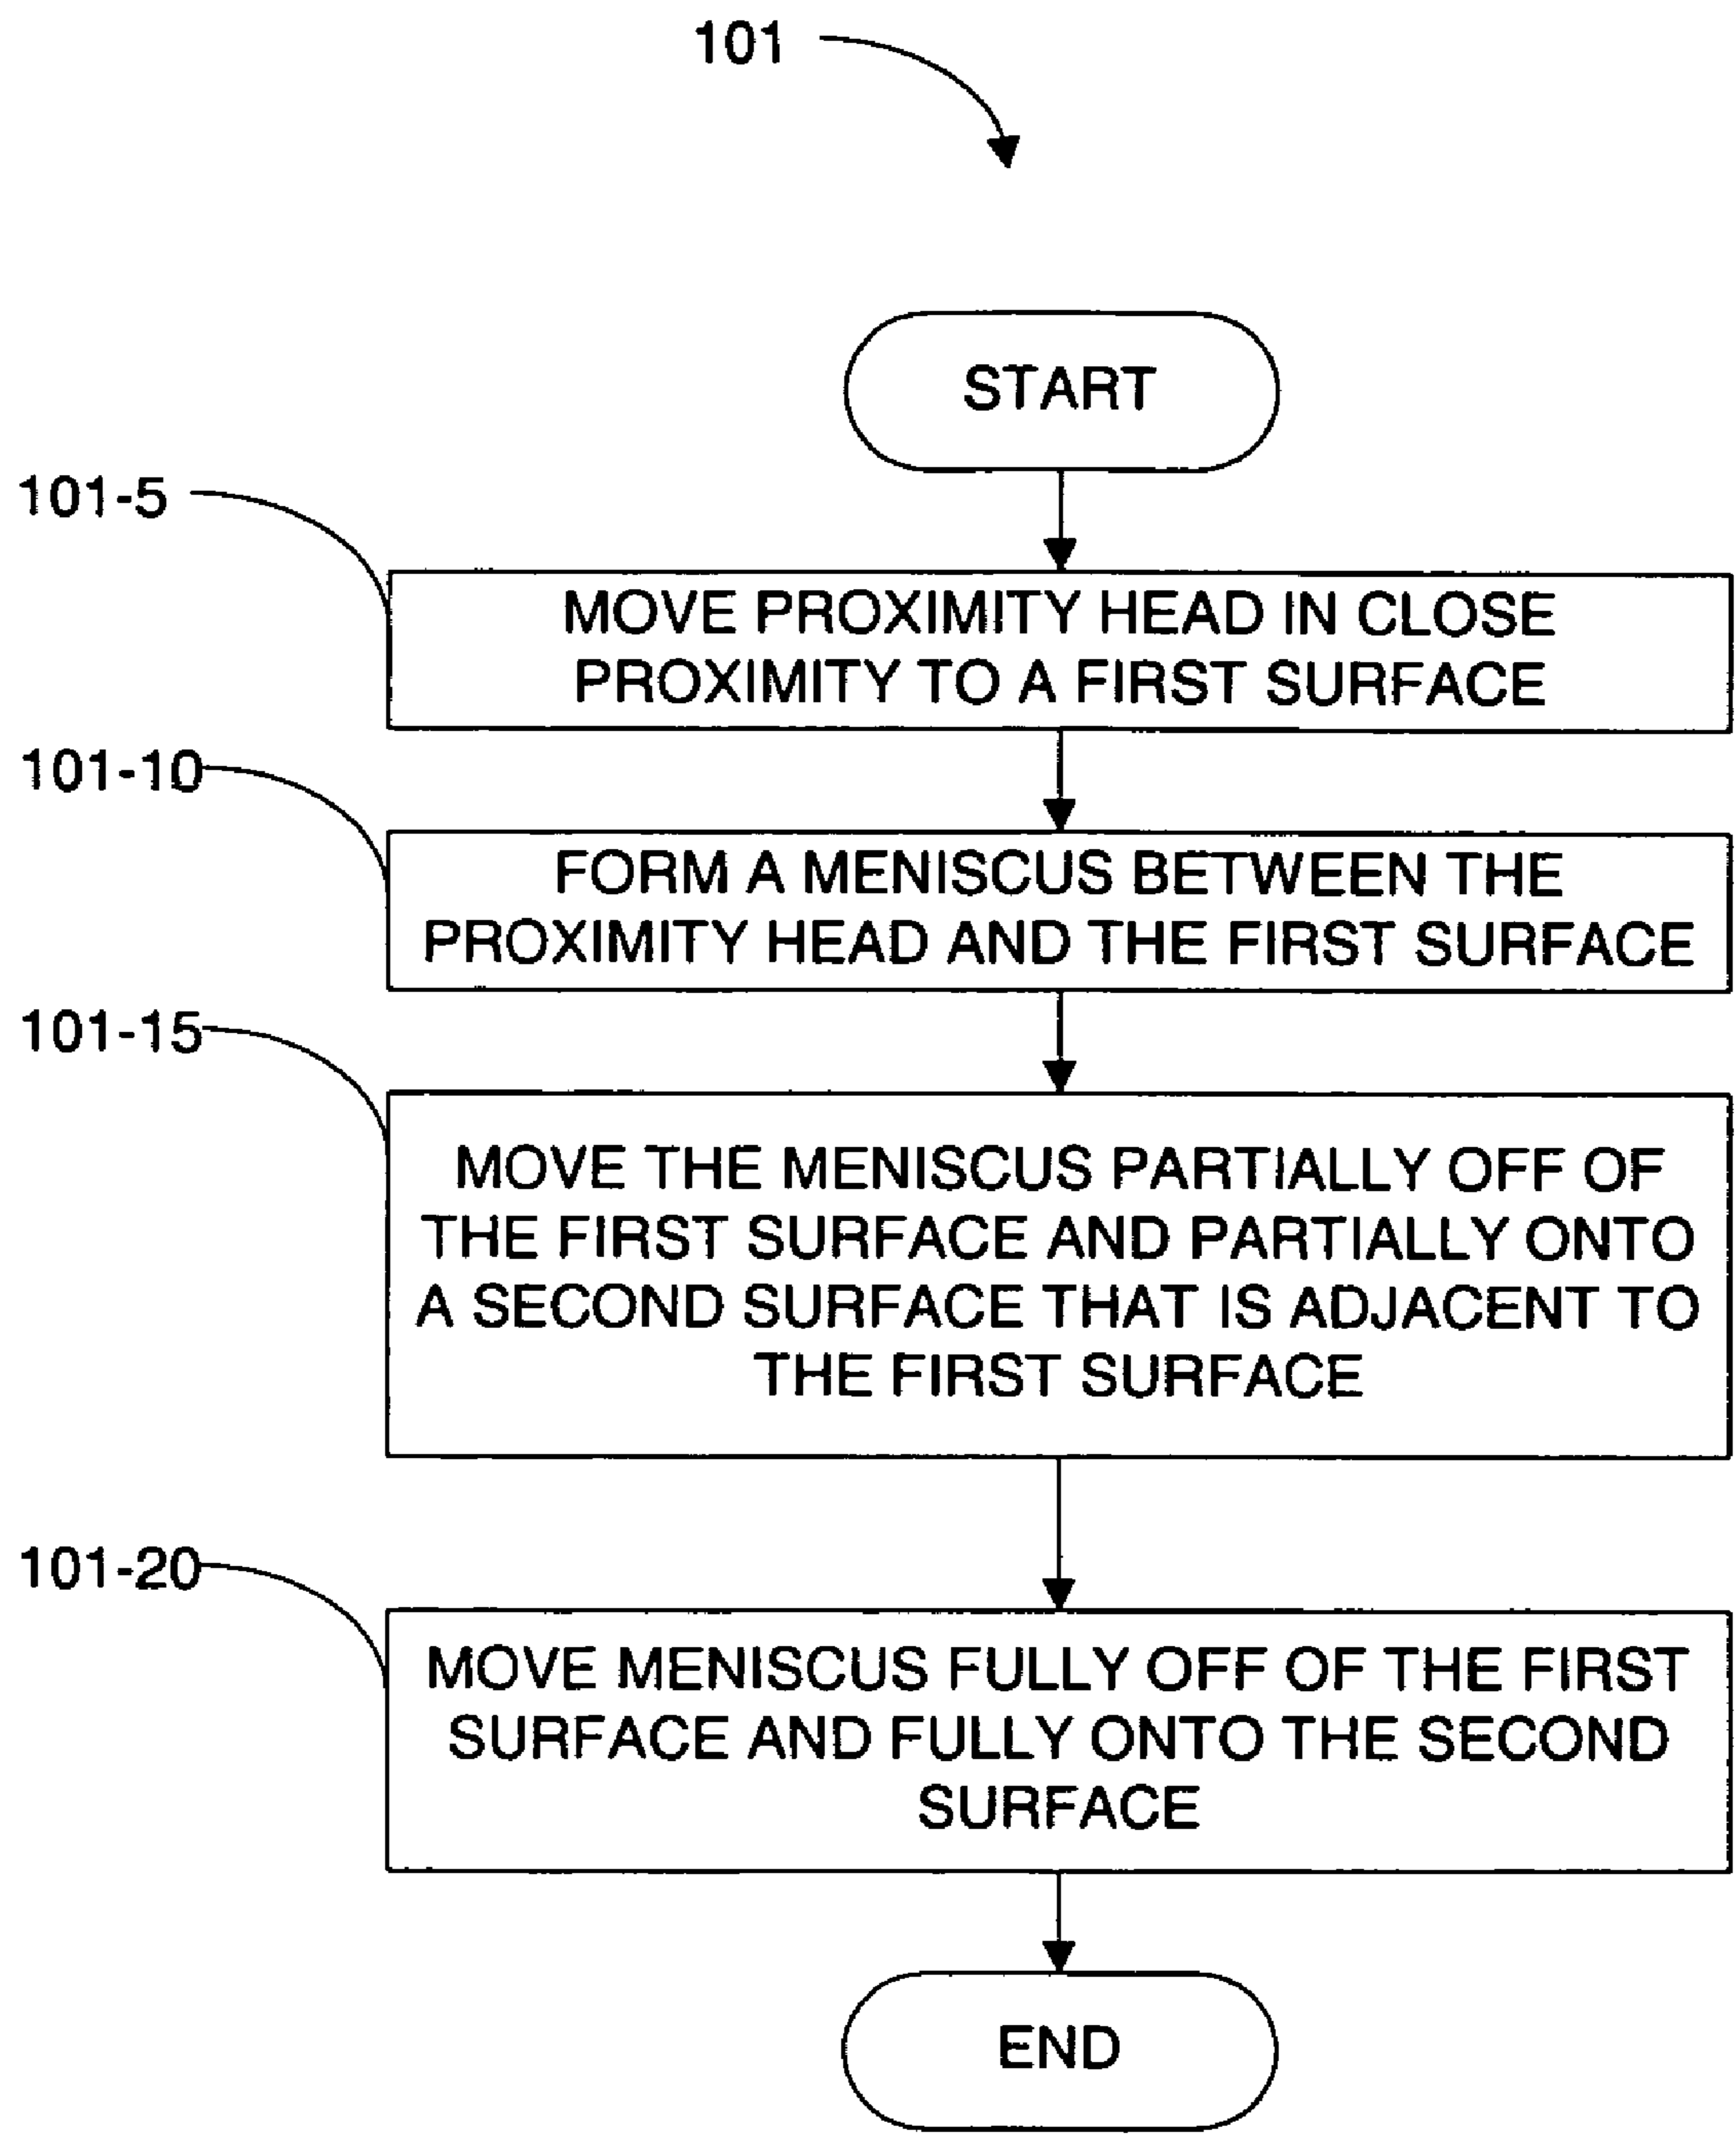 101
START
101-5
MOVE PROXIMITY HEAD IN CLOSE
PROXIMITY TO A FIRST SURFACE
101-10
FORM A MENISCUS BETWEEN THE
PROXIMITY HEAD AND THE FIRST SURFACE
101-15
MOVE THE MENISCUS PARTIALLY OFF OF
THE FIRST SURFACE AND PARTIALLY ONTO
A SECOND SURFACE THAT IS ADJACENT TO
THE FIRST SURFACE
101-20
MOVE MENISCUS FULLY OFF OF THE FIRST
SURFACE AND FULLY ONTO THE SECOND
SURFACE
END